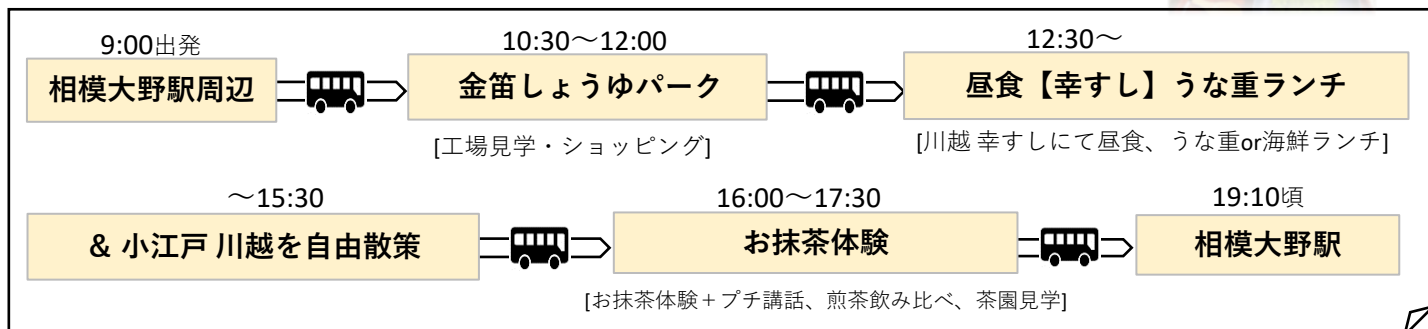 9:00出発
相模大野駅周辺
10:30～12:00
金笛しょうゆパーク
[工場見学・ショッピング]
12:30～
昼食【幸すし】うな重ランチ
[川越 幸すしにて昼食、うな重or海鮮ランチ]
～15:30
& 小江戸 川越を自由散策
16:00～17:30
お抹茶体験
[お抹茶体験＋プチ講話、煎茶飲み比べ、茶園見学]
19:10頃
相模大野駅